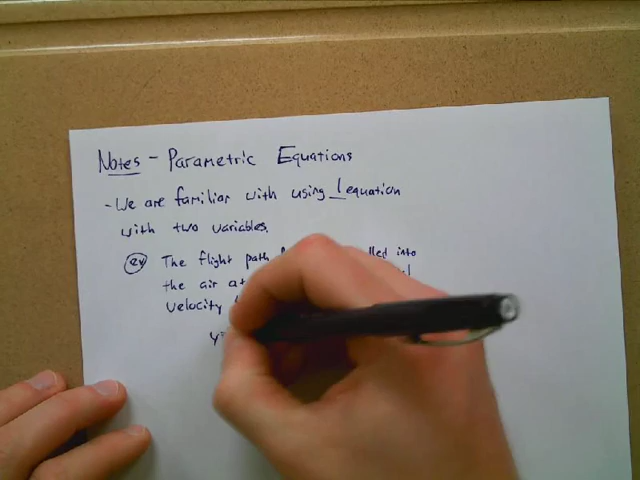 Notes - Parametric Equations
- We are familiar with using 1 equation
with two variables.
ex The flight path into
the air at
velocity
y=